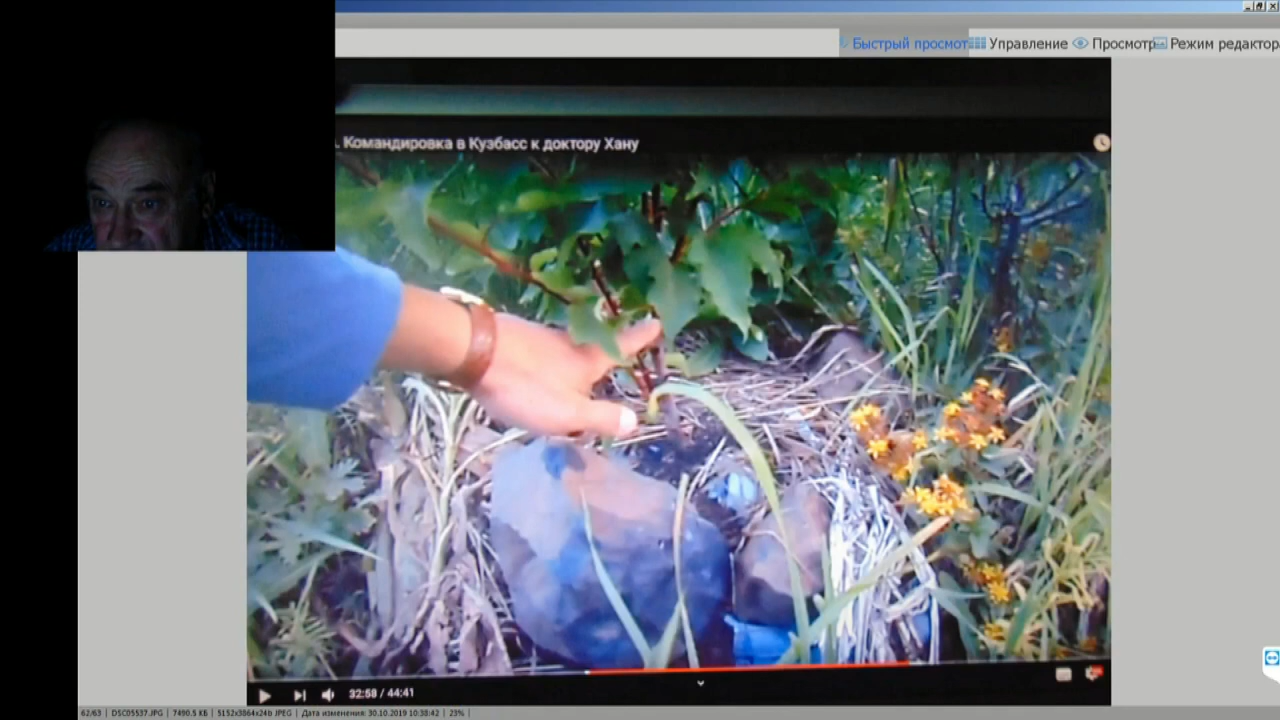 Быстрый просмот
Управление
Просмотр
Режим редактор
. Командировка в Кузбасс к доктору Хану
32:58 / 44:41
62/63 | DSC05537.JPG | 7490.5 КБ | 5152x3864x24b JPEG | Дата изменения: 30.10.2019 10:38:42 | 23% |